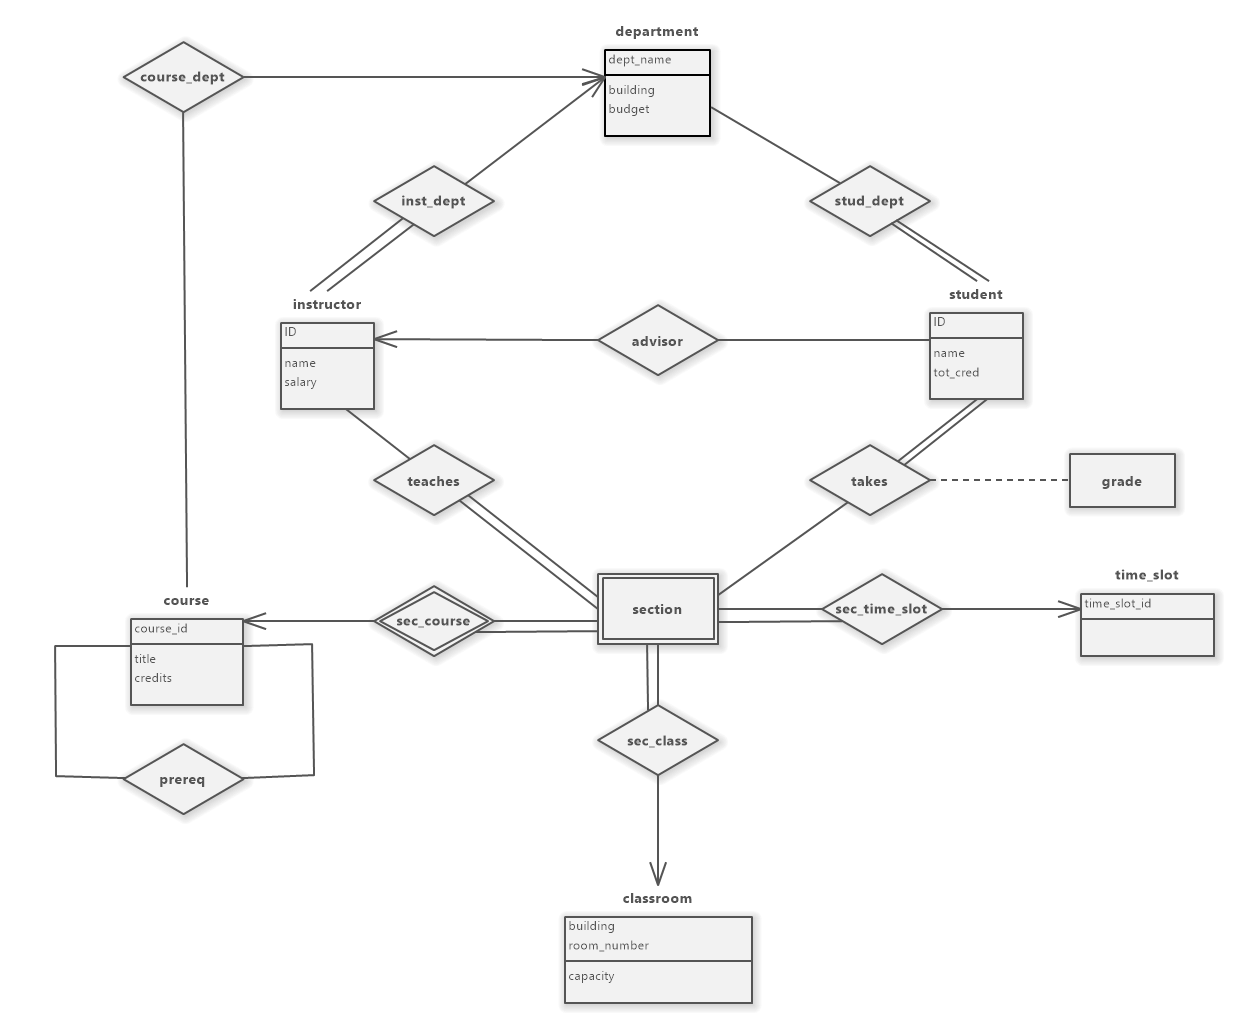 department
dept_name
building
budget
course_dept
inst_dept
stud_dept
instructor
ID
name
salary
advisor
student
ID
name
tot_cred
teaches
takes
grade
course
course_id
title
credits
sec_course
section
sec_time_slot
time_slot
time_slot_id
prereq
sec_class
classroom
building
room_number
capacity